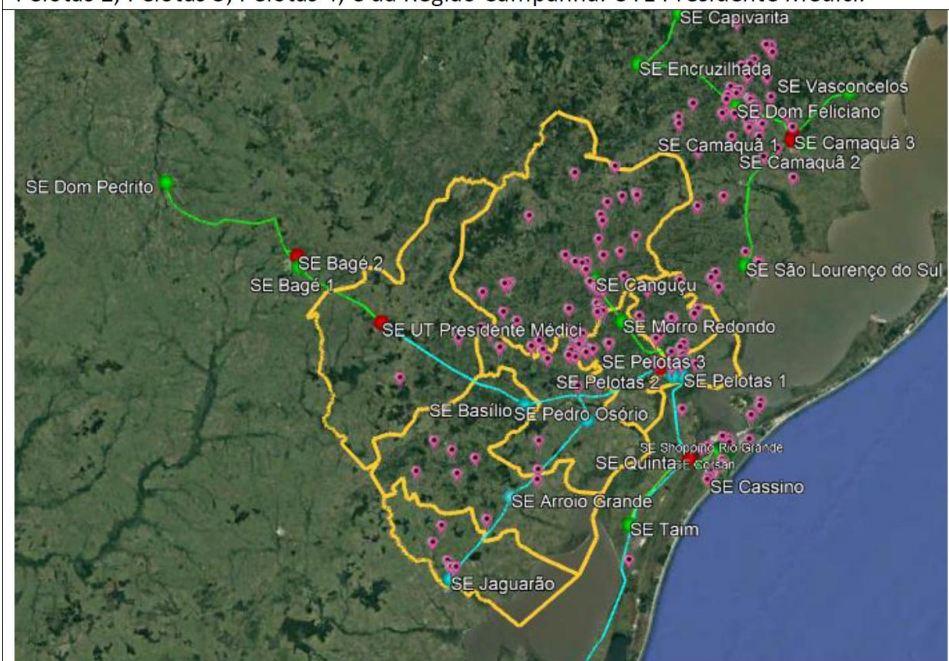 Pelotas 2, Pelotas 3, Pelotas 4, e da Região Campanha: UTE Presidente Médici.
SE Capivarita
SE Encruzilhada
SE Vasconcelos
SE Dom Feliciano
SE Camaquã 1
SE Camaquã 3
SE Camaquã 2
SE Dom Pedrito
SE Bagé 2
SE Bagé 1
SE São Lourenço do Sul
SE Canguçu
SE UT Presidente Médici
SE Morro Redondo
SE Pelotas 3
SE Pelotas 2
SE Pelotas 1
SE Basílio
SE Pedro Osório
SE Shopping Rio Grande
SE Quinta
SE Corsan
SE Cassino
SE Arroio Grande
SE Taim
SE Jaguarão